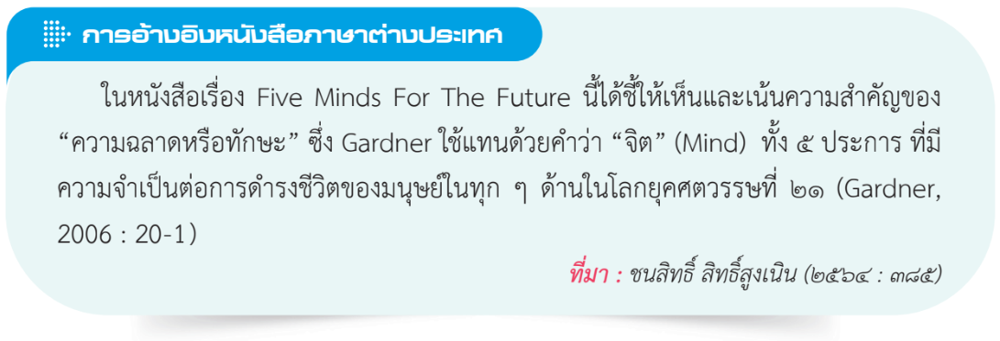 การอ้างอิงหนังสือภาษาต่างประเทศ
ในหนังสือเรื่อง Five Minds For The Future นี้ได้ชี้ให้เห็นและเน้นความสำคัญของ
“ความฉลาดหรือทักษะ” ซึ่ง Gardner ใช้แทนด้วยคำว่า “จิต” (Mind) ทั้ง ๕ ประการ ที่มี
ความจำเป็นต่อการดำรงชีวิตของมนุษย์ในทุก ๆ ด้านในโลกยุคศตวรรษที่ ๒๑ (Gardner,
2006 : 20-1)
ที่มา : ชนสิทธิ์ สิทธิ์สูงเนิน (๒๕๖๔ : ๓๘๕)